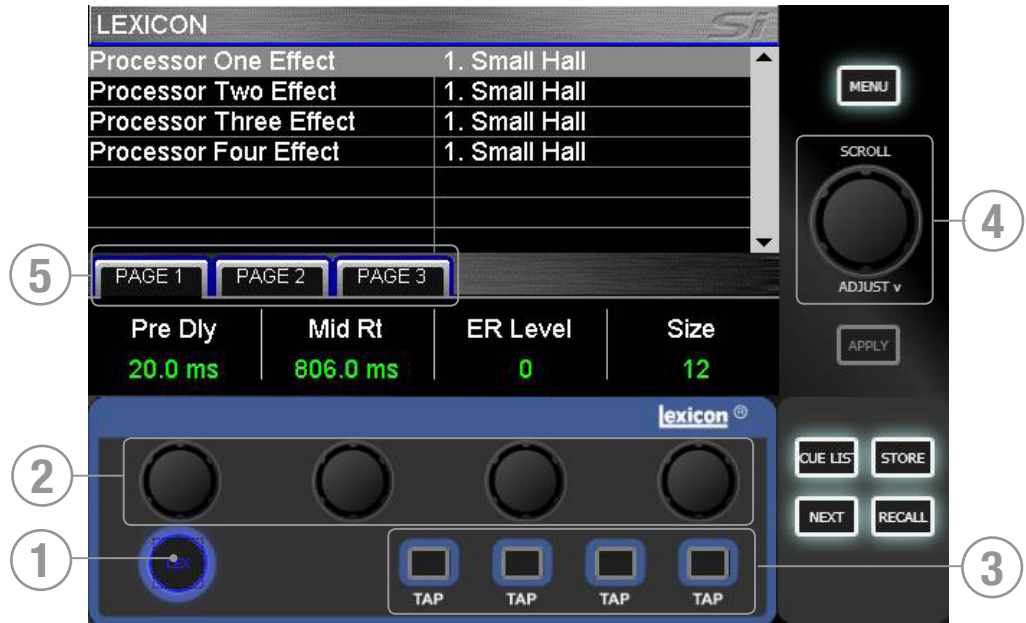 LEXICON
Si
Processor One Effect 1. Small Hall
Processor Two Effect 1. Small Hall
Processor Three Effect 1. Small Hall
Processor Four Effect 1. Small Hall
PAGE 1 PAGE 2 PAGE 3
Pre Dly Mid Rt ER Level Size
20.0 ms 806.0 ms 0 12
MENU
SCROLL
ADJUST v
APPLY
4
5
lexicon ®
2
1
LEX
TAP TAP TAP TAP
3
CUE LIST STORE
NEXT RECALL